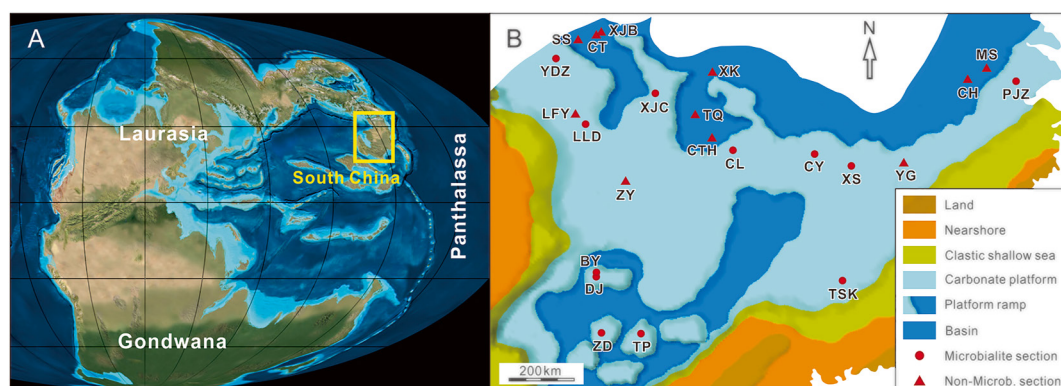 A
Laurasia
South China
Panthalassa
Gondwana
B
N
SS
CT
XJB
YDZ
XK
MS
CH
PJZ
XJC
LFY
LLD
TQ
CTH
CL
CY
XS
YG
ZY
BY
DJ
TSK
ZD
TP
200km
Land
Nearshore
Clastic shallow sea
Carbonate platform
Platform ramp
Basin
Microbialite section
Non-Microb. section